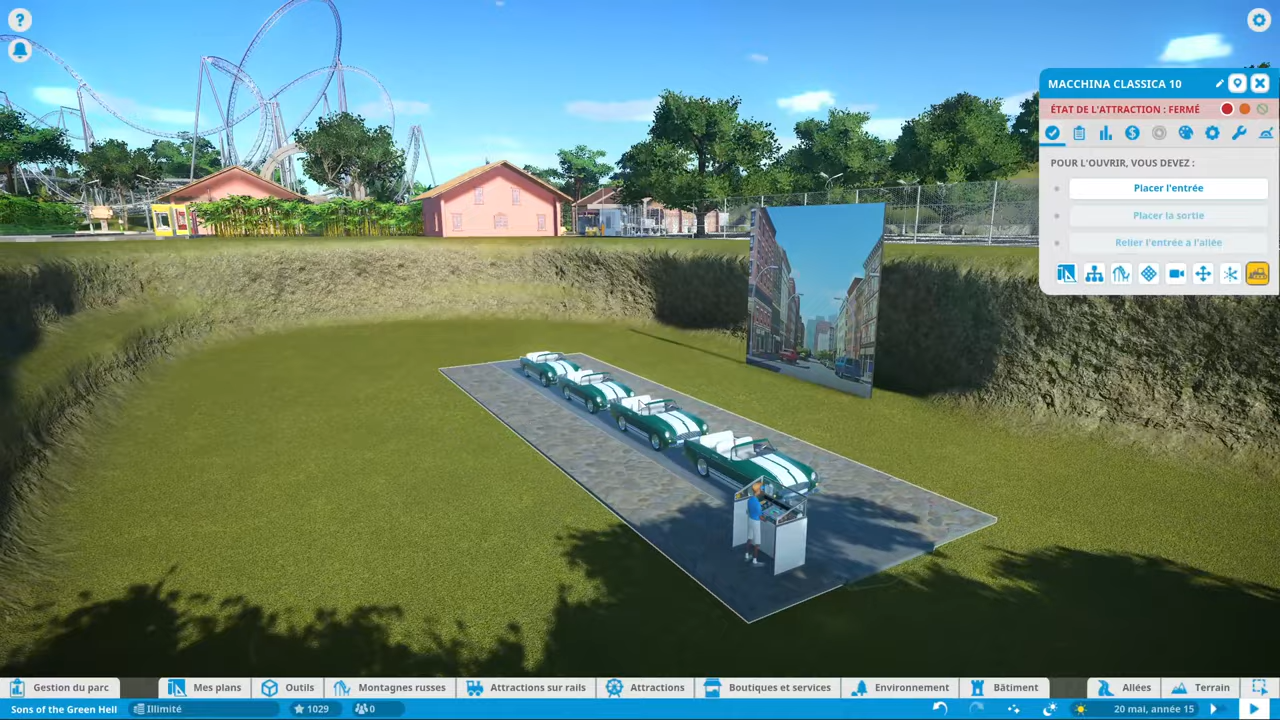 ?
MACCHINA CLASSICA 10
ÉTAT DE L'ATTRACTION : FERMÉ
POUR L'OUVRIR, VOUS DEVEZ :
Placer l'entrée
Placer la sortie
Relier l'entrée a l'allée
Gestion du parc
Mes plans
Outils
Montagnes russes
Attractions sur rails
Attractions
Boutiques et services
Environnement
Bâtiment
Allées
Terrain
Sons of the Green Hell
Illimité
1029
0
20 mai, année 15